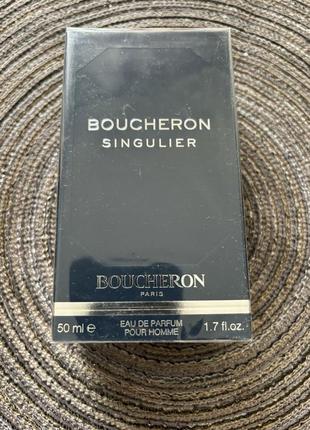 BOUCHERON
SINGULIER
BOUCHERON
PARIS
50 ml ℮ EAU DE PARFUM 1.7 fl.oz.
POUR HOMME